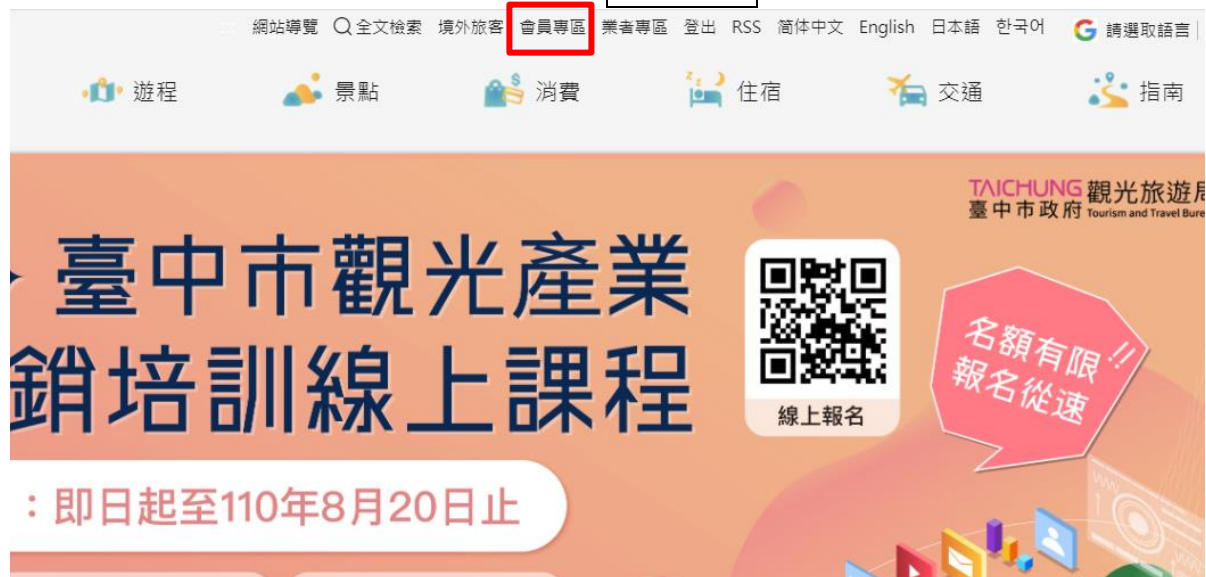 網站導覽 全文檢索 境外旅客 會員專區 業者專區 登出 RSS 简体中文 English 日本語 한국어 G 請選取語言
遊程 景點 消費 住宿 交通 指南
TAICHUNG 觀光旅遊局
臺中市政府 Tourism and Travel Bure
臺中市觀光產業
銷培訓線上課程
線上報名
名額有限!!
報名從速
：即日起至110年8月20日止